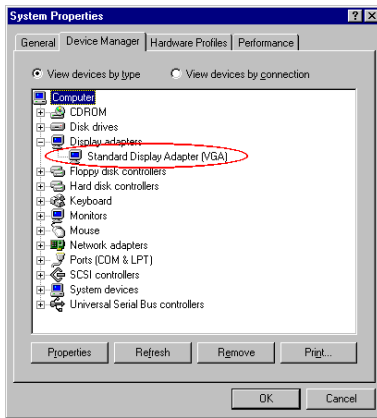 System Properties
General Device Manager Hardware Profiles Performance
View devices by type View devices by connection
Computer
CDROM
Disk drives
Display adapters
Standard Display Adapter (VGA)
Floppy disk controllers
Hard disk controllers
Keyboard
Monitors
Mouse
Network adapters
Ports (COM & LPT)
SCSI controllers
System devices
Universal Serial Bus controllers
Properties Refresh Remove Print...
OK Cancel